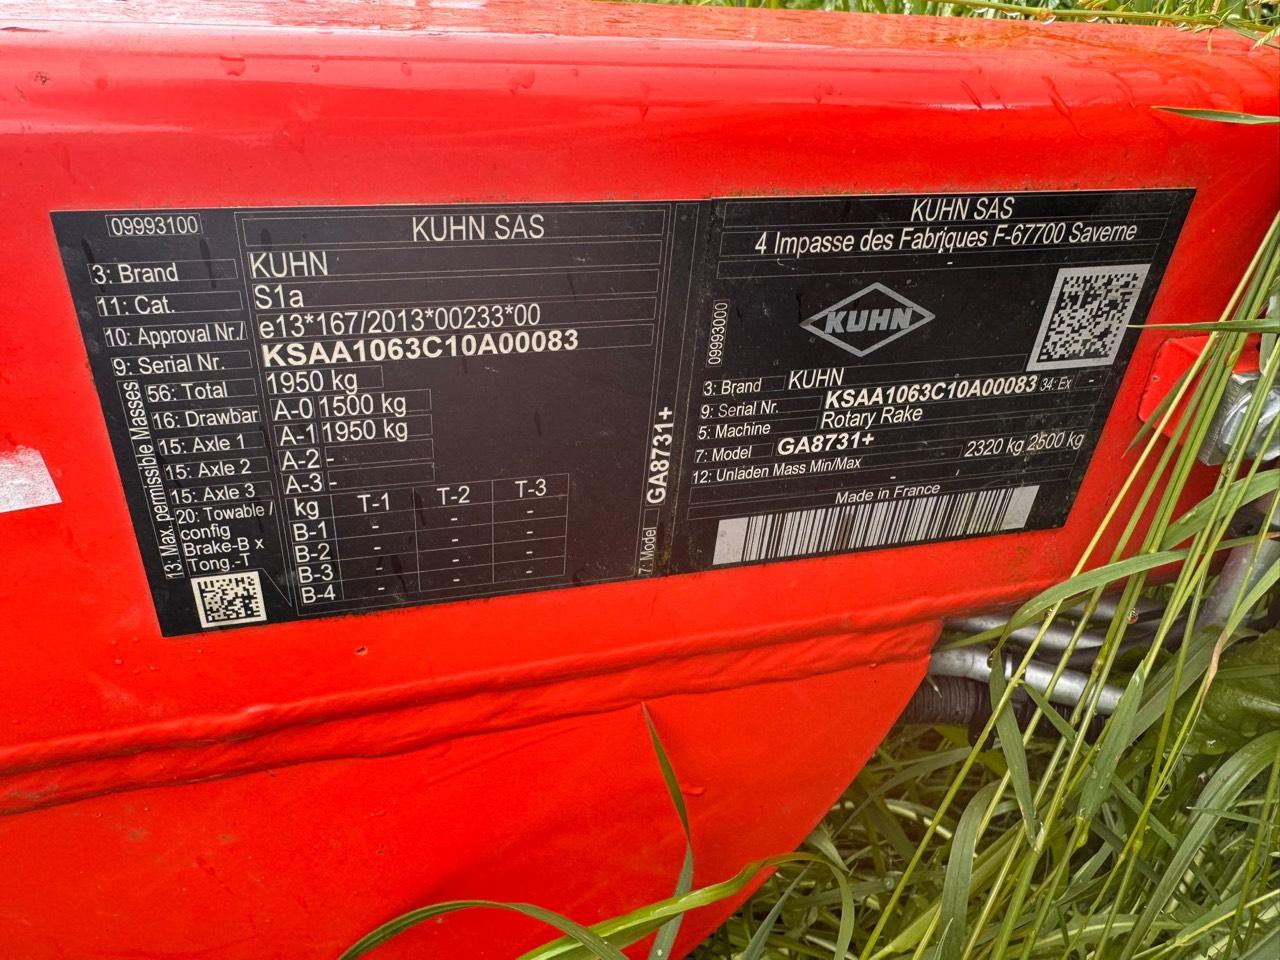 09993100
KUHN SAS
3: Brand KUHN
11: Cat. S1a
10: Approval Nr./ e13*167/2013*00233*00
9: Serial Nr. KSAA1063C10A00083
13: Max. permissible Masses
56: Total 1950 kg
16: Drawbar A-0 1500 kg
15: Axle 1 A-1 1950 kg
15: Axle 2 A-2 -
15: Axle 3 A-3 -
20: Towable / config Brake-B x Tong.-T
kg T-1 T-2 T-3
B-1 - - -
B-2 - - -
B-3 - - -
B-4 - - -
7: Model GA8731+
KUHN SAS
4 Impasse des Fabriques F-67700 Saverne
-
KUHN
09993000
3: Brand KUHN
9: Serial Nr. KSAA1063C10A00083 34: Ex -
5: Machine Rotary Rake
7: Model GA8731+
12: Unladen Mass Min/Max 2320 kg 2500 kg
-
Made in France